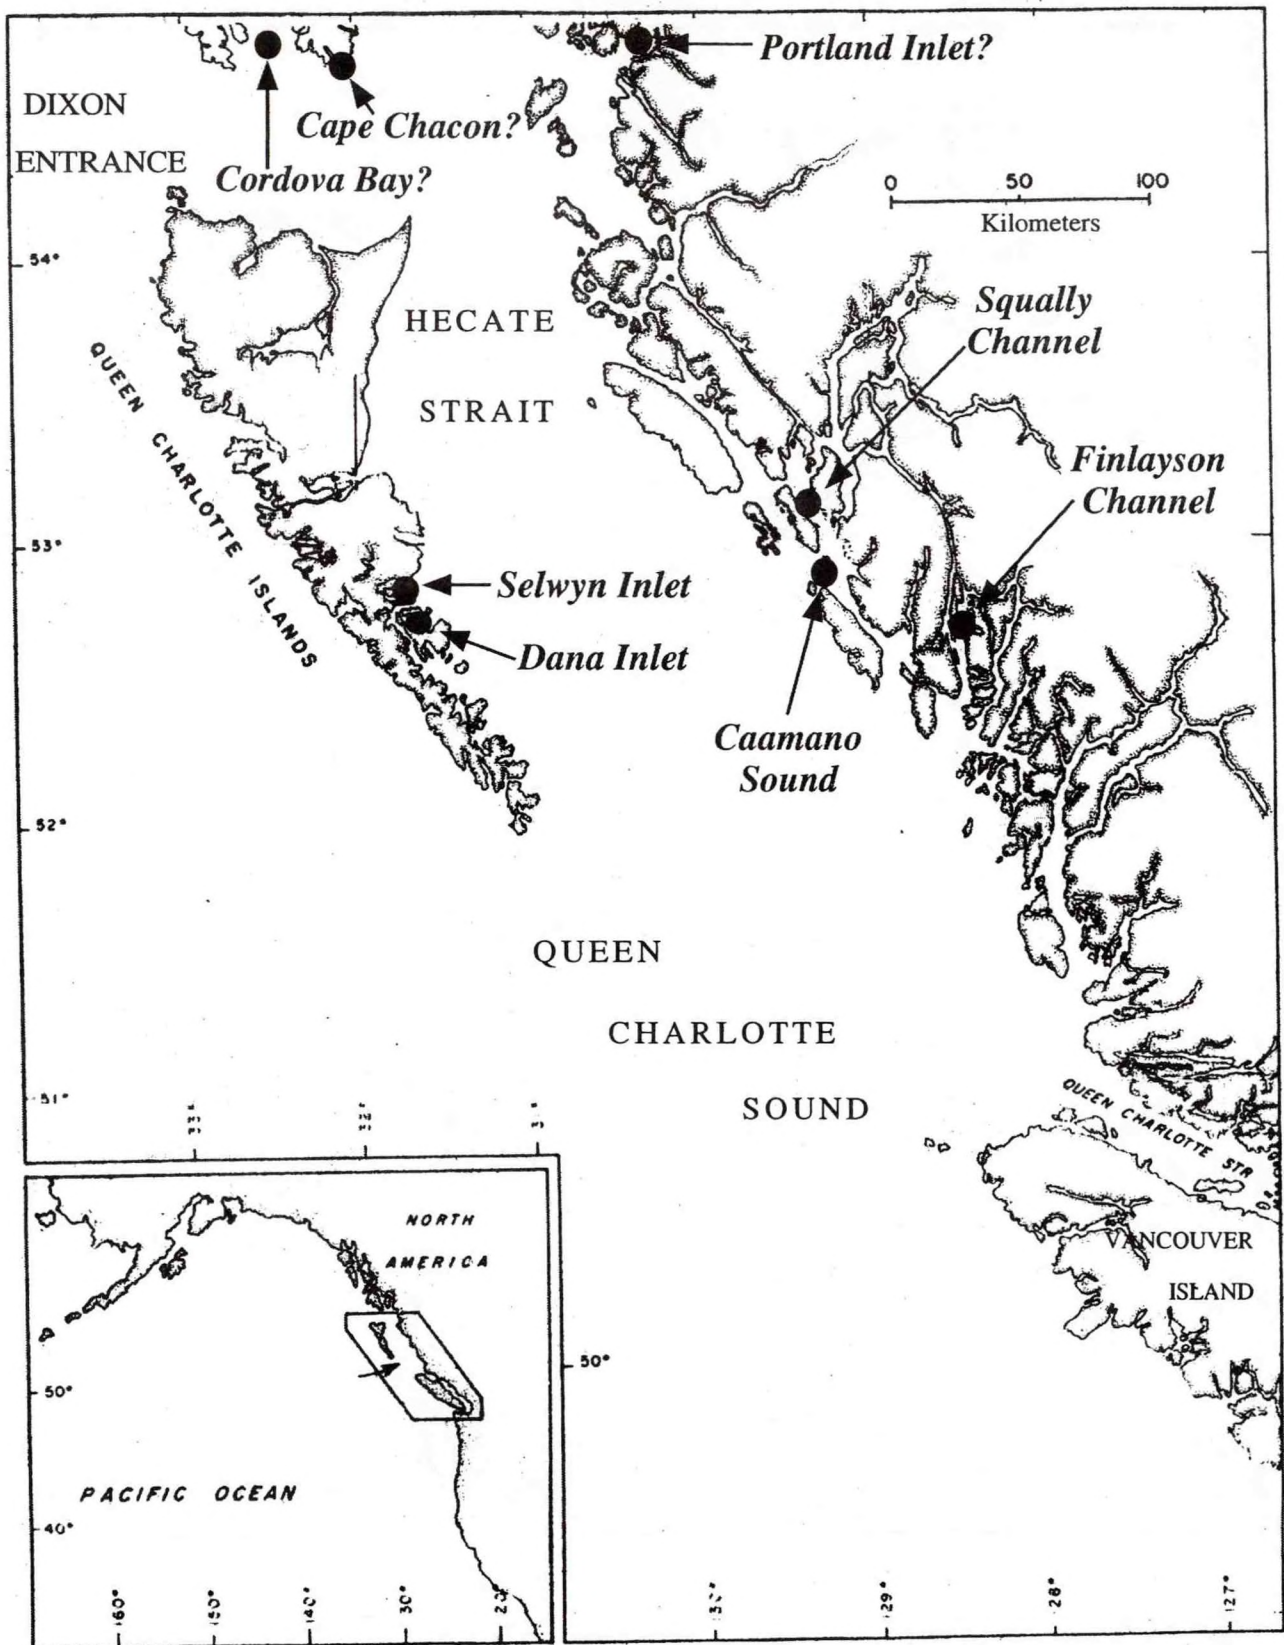 Portland Inlet?
DIXON
ENTRANCE
Cape Chacon?
Cordova Bay?
0 50 100
Kilometers
54°
HECATE
STRAIT
Squally
Channel
QUEEN CHARLOTTE ISLANDS
Finlayson
Channel
53°
Selwyn Inlet
Dana Inlet
Caamano
Sound
52°
QUEEN
CHARLOTTE
SOUND
51°
QUEEN CHARLOTTE STR
VANCOUVER
ISLAND
50°
NORTH
AMERICA
50°
PACIFIC OCEAN
40°
160° 150° 140°
129° 128° 127°